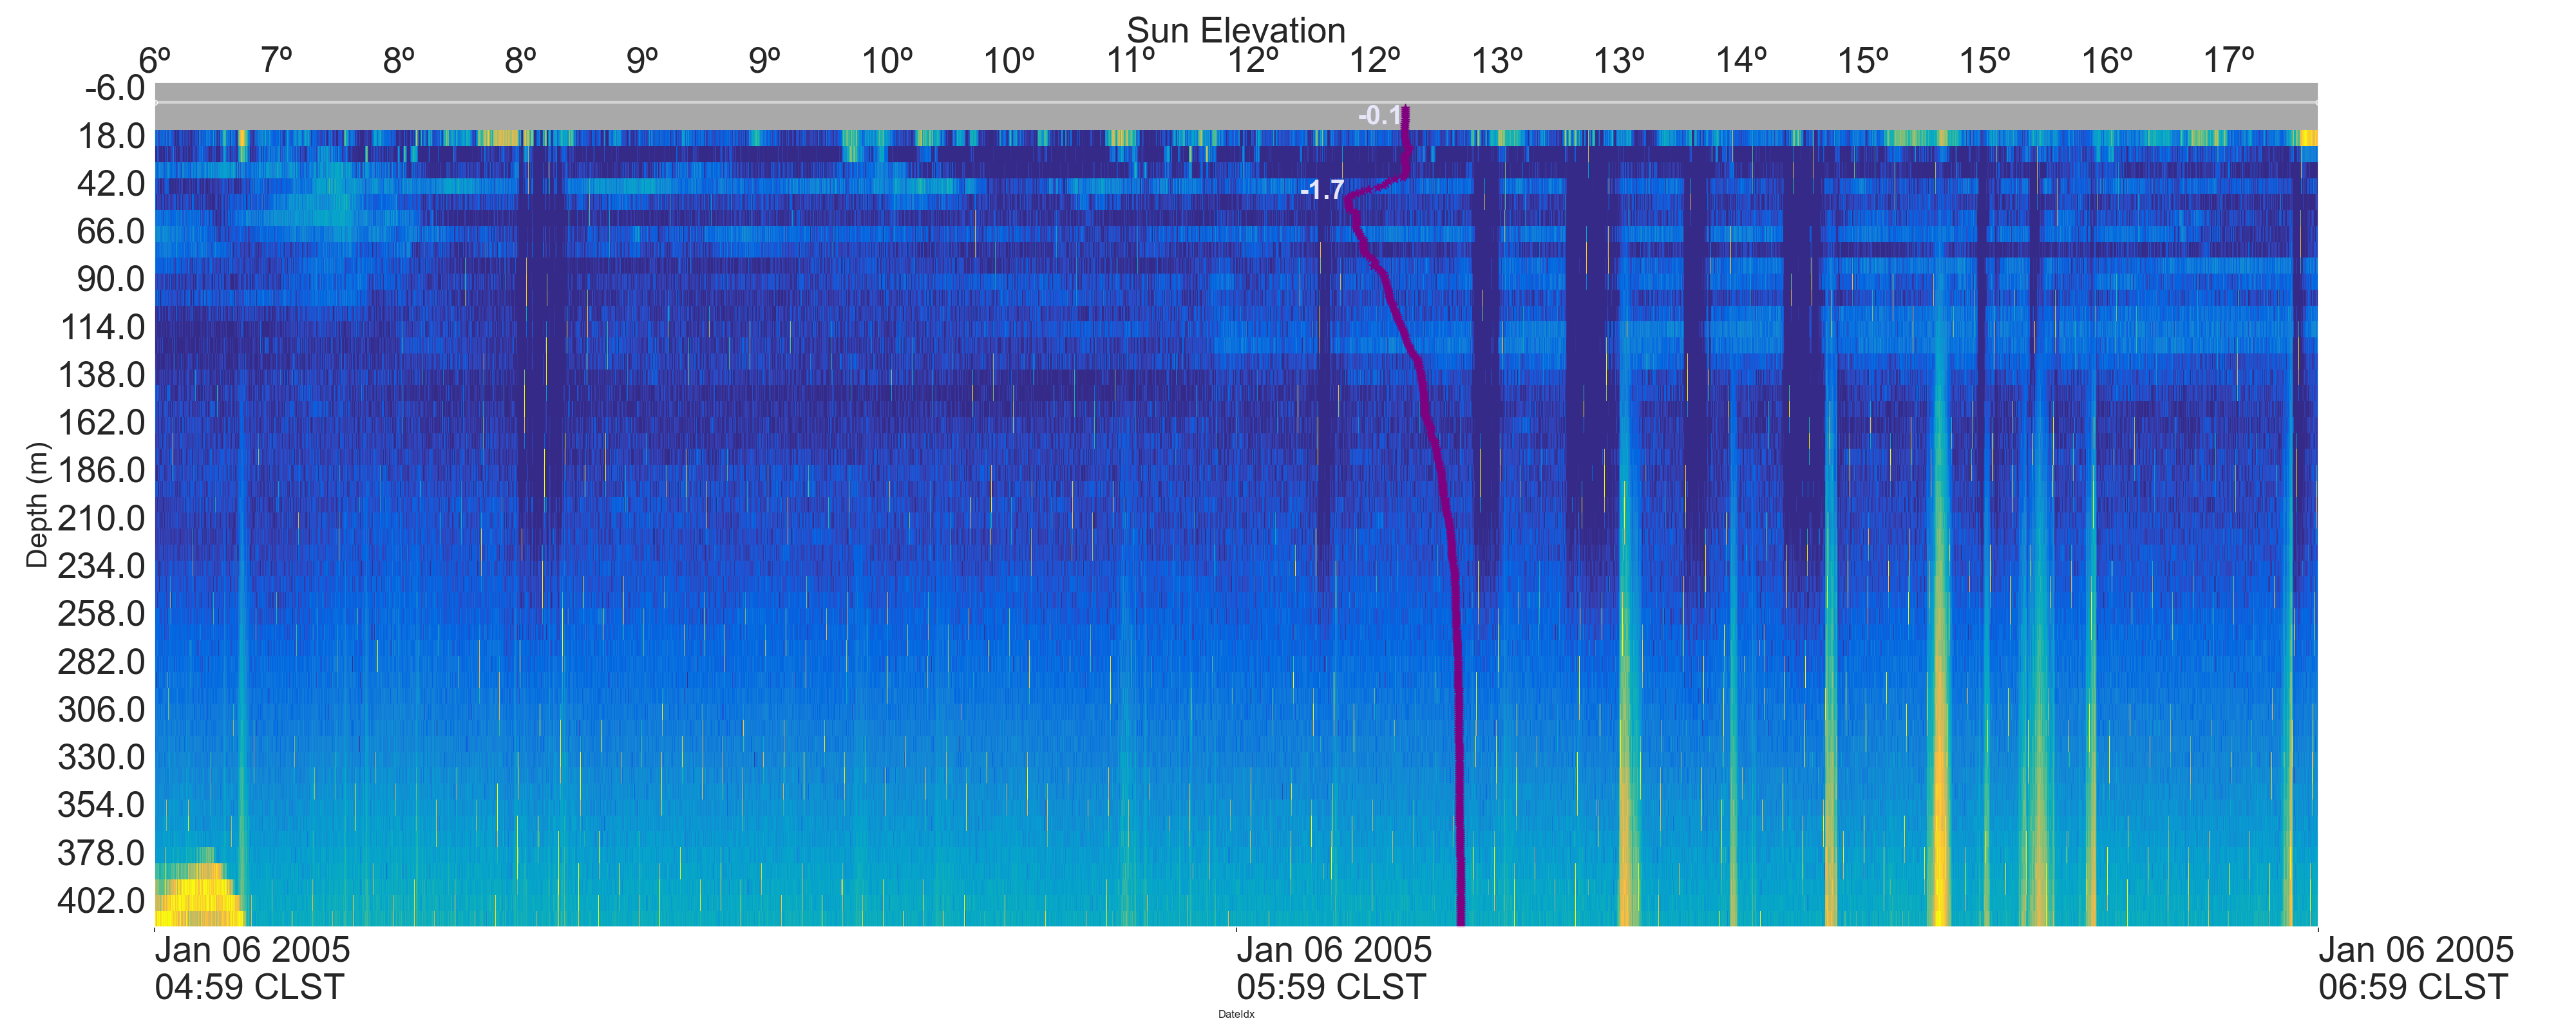 Sun Elevation
6º 7º 8º 8º 9º 9º 10º 10º 11º 12º 12º 13º 13º 14º 15º 15º 16º 17º
-6.0
18.0
42.0
66.0
90.0
114.0
138.0
162.0
186.0
210.0
234.0
258.0
282.0
306.0
330.0
354.0
378.0
402.0
Depth (m)
-0.1
-1.7
Jan 06 2005
04:59 CLST
Jan 06 2005
05:59 CLST
Jan 06 2005
06:59 CLST
DateIdx